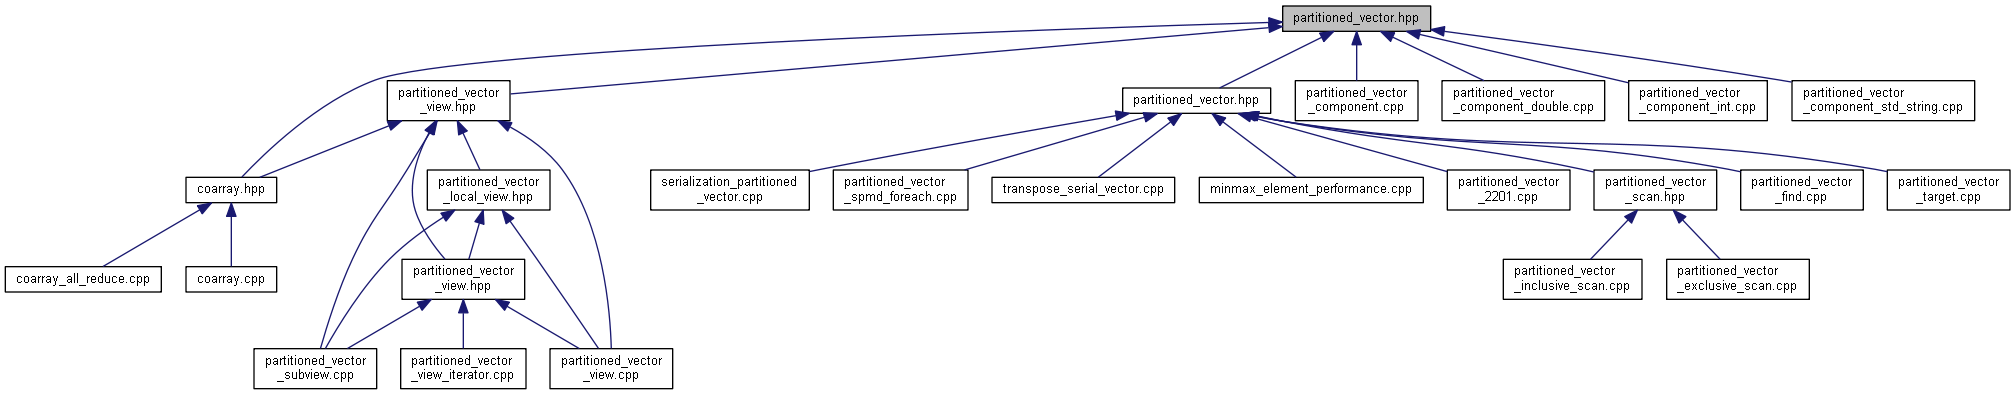 partitioned_vector.hpp
partitioned_vector
_view.hpp
partitioned_vector.hpp
partitioned_vector
_component.cpp
partitioned_vector
_component_double.cpp
partitioned_vector
_component_int.cpp
partitioned_vector
_component_std_string.cpp
coarray.hpp
partitioned_vector
_local_view.hpp
serialization_partitioned
_vector.cpp
partitioned_vector
_spmd_foreach.cpp
transpose_serial_vector.cpp
minmax_element_performance.cpp
partitioned_vector
_2201.cpp
partitioned_vector
_scan.hpp
partitioned_vector
_find.cpp
partitioned_vector
_target.cpp
coarray_all_reduce.cpp
coarray.cpp
partitioned_vector
_view.hpp
partitioned_vector
_inclusive_scan.cpp
partitioned_vector
_exclusive_scan.cpp
partitioned_vector
_subview.cpp
partitioned_vector
_view_iterator.cpp
partitioned_vector
_view.cpp